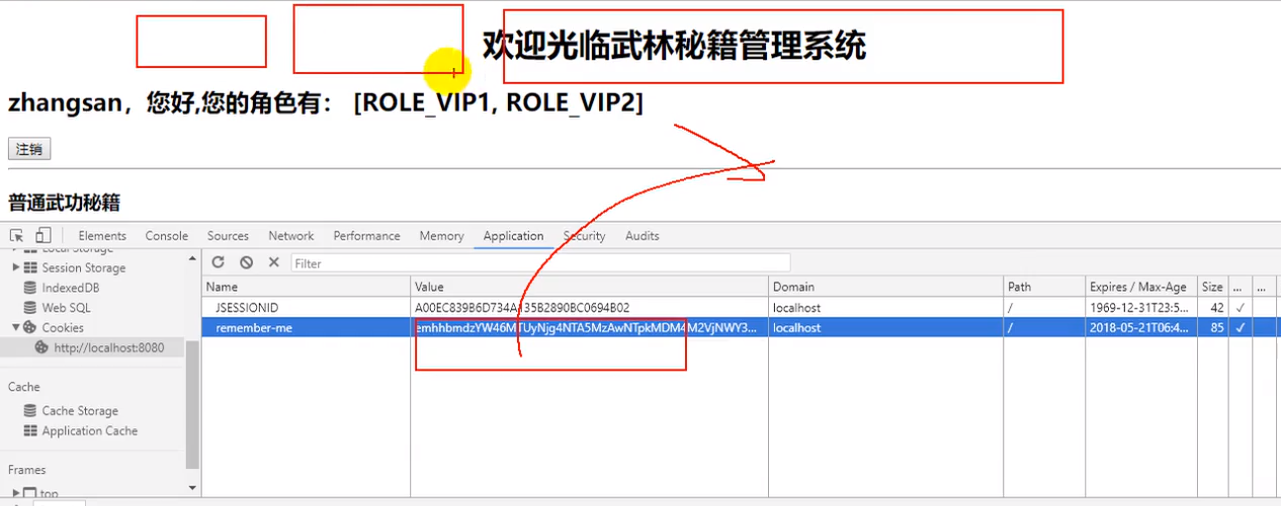 欢迎光临武林秘籍管理系统
zhangsan，您好,您的角色有： [ROLE_VIP1, ROLE_VIP2]
注销
普通武功秘籍
Elements Console Sources Network Performance Memory Application Security Audits
Local Storage
Session Storage
IndexedDB
Web SQL
Cookies
http://localhost:8080
Cache
Cache Storage
Application Cache
Frames
top
Filter
Name Value Domain Path Expires / Max-Age Size ... ...
JSESSIONID A00EC839B6D734A135B2890BC0694B02 localhost / 1969-12-31T23:5... 42 ✓
remember-me emhhbmdzYW46MTUyNjg4NTA5MzAwNTpkMDM4M2VjNWY3... localhost / 2018-05-21T06:4... 85 ✓